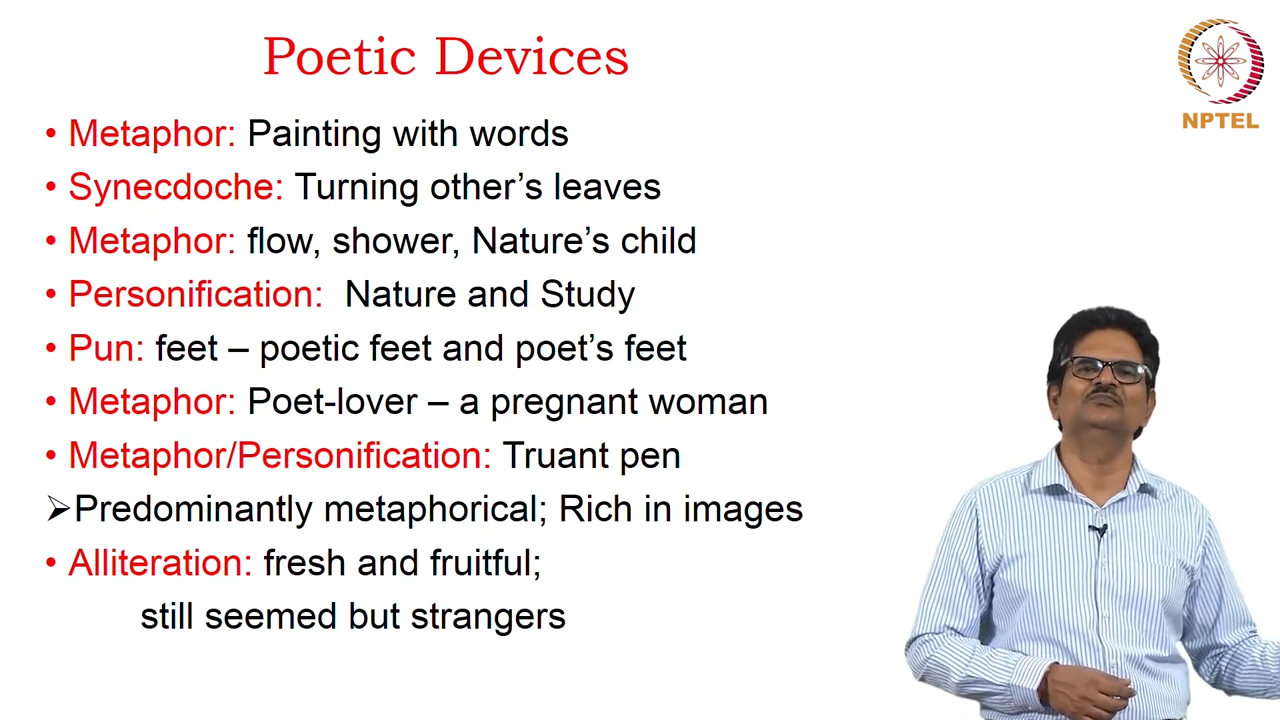 Poetic Devices
NPTEL
• Metaphor: Painting with words
• Synecdoche: Turning other’s leaves
• Metaphor: flow, shower, Nature’s child
• Personification: Nature and Study
• Pun: feet – poetic feet and poet’s feet
• Metaphor: Poet-lover – a pregnant woman
• Metaphor/Personification: Truant pen
➢Predominantly metaphorical; Rich in images
• Alliteration: fresh and fruitful;
still seemed but strangers